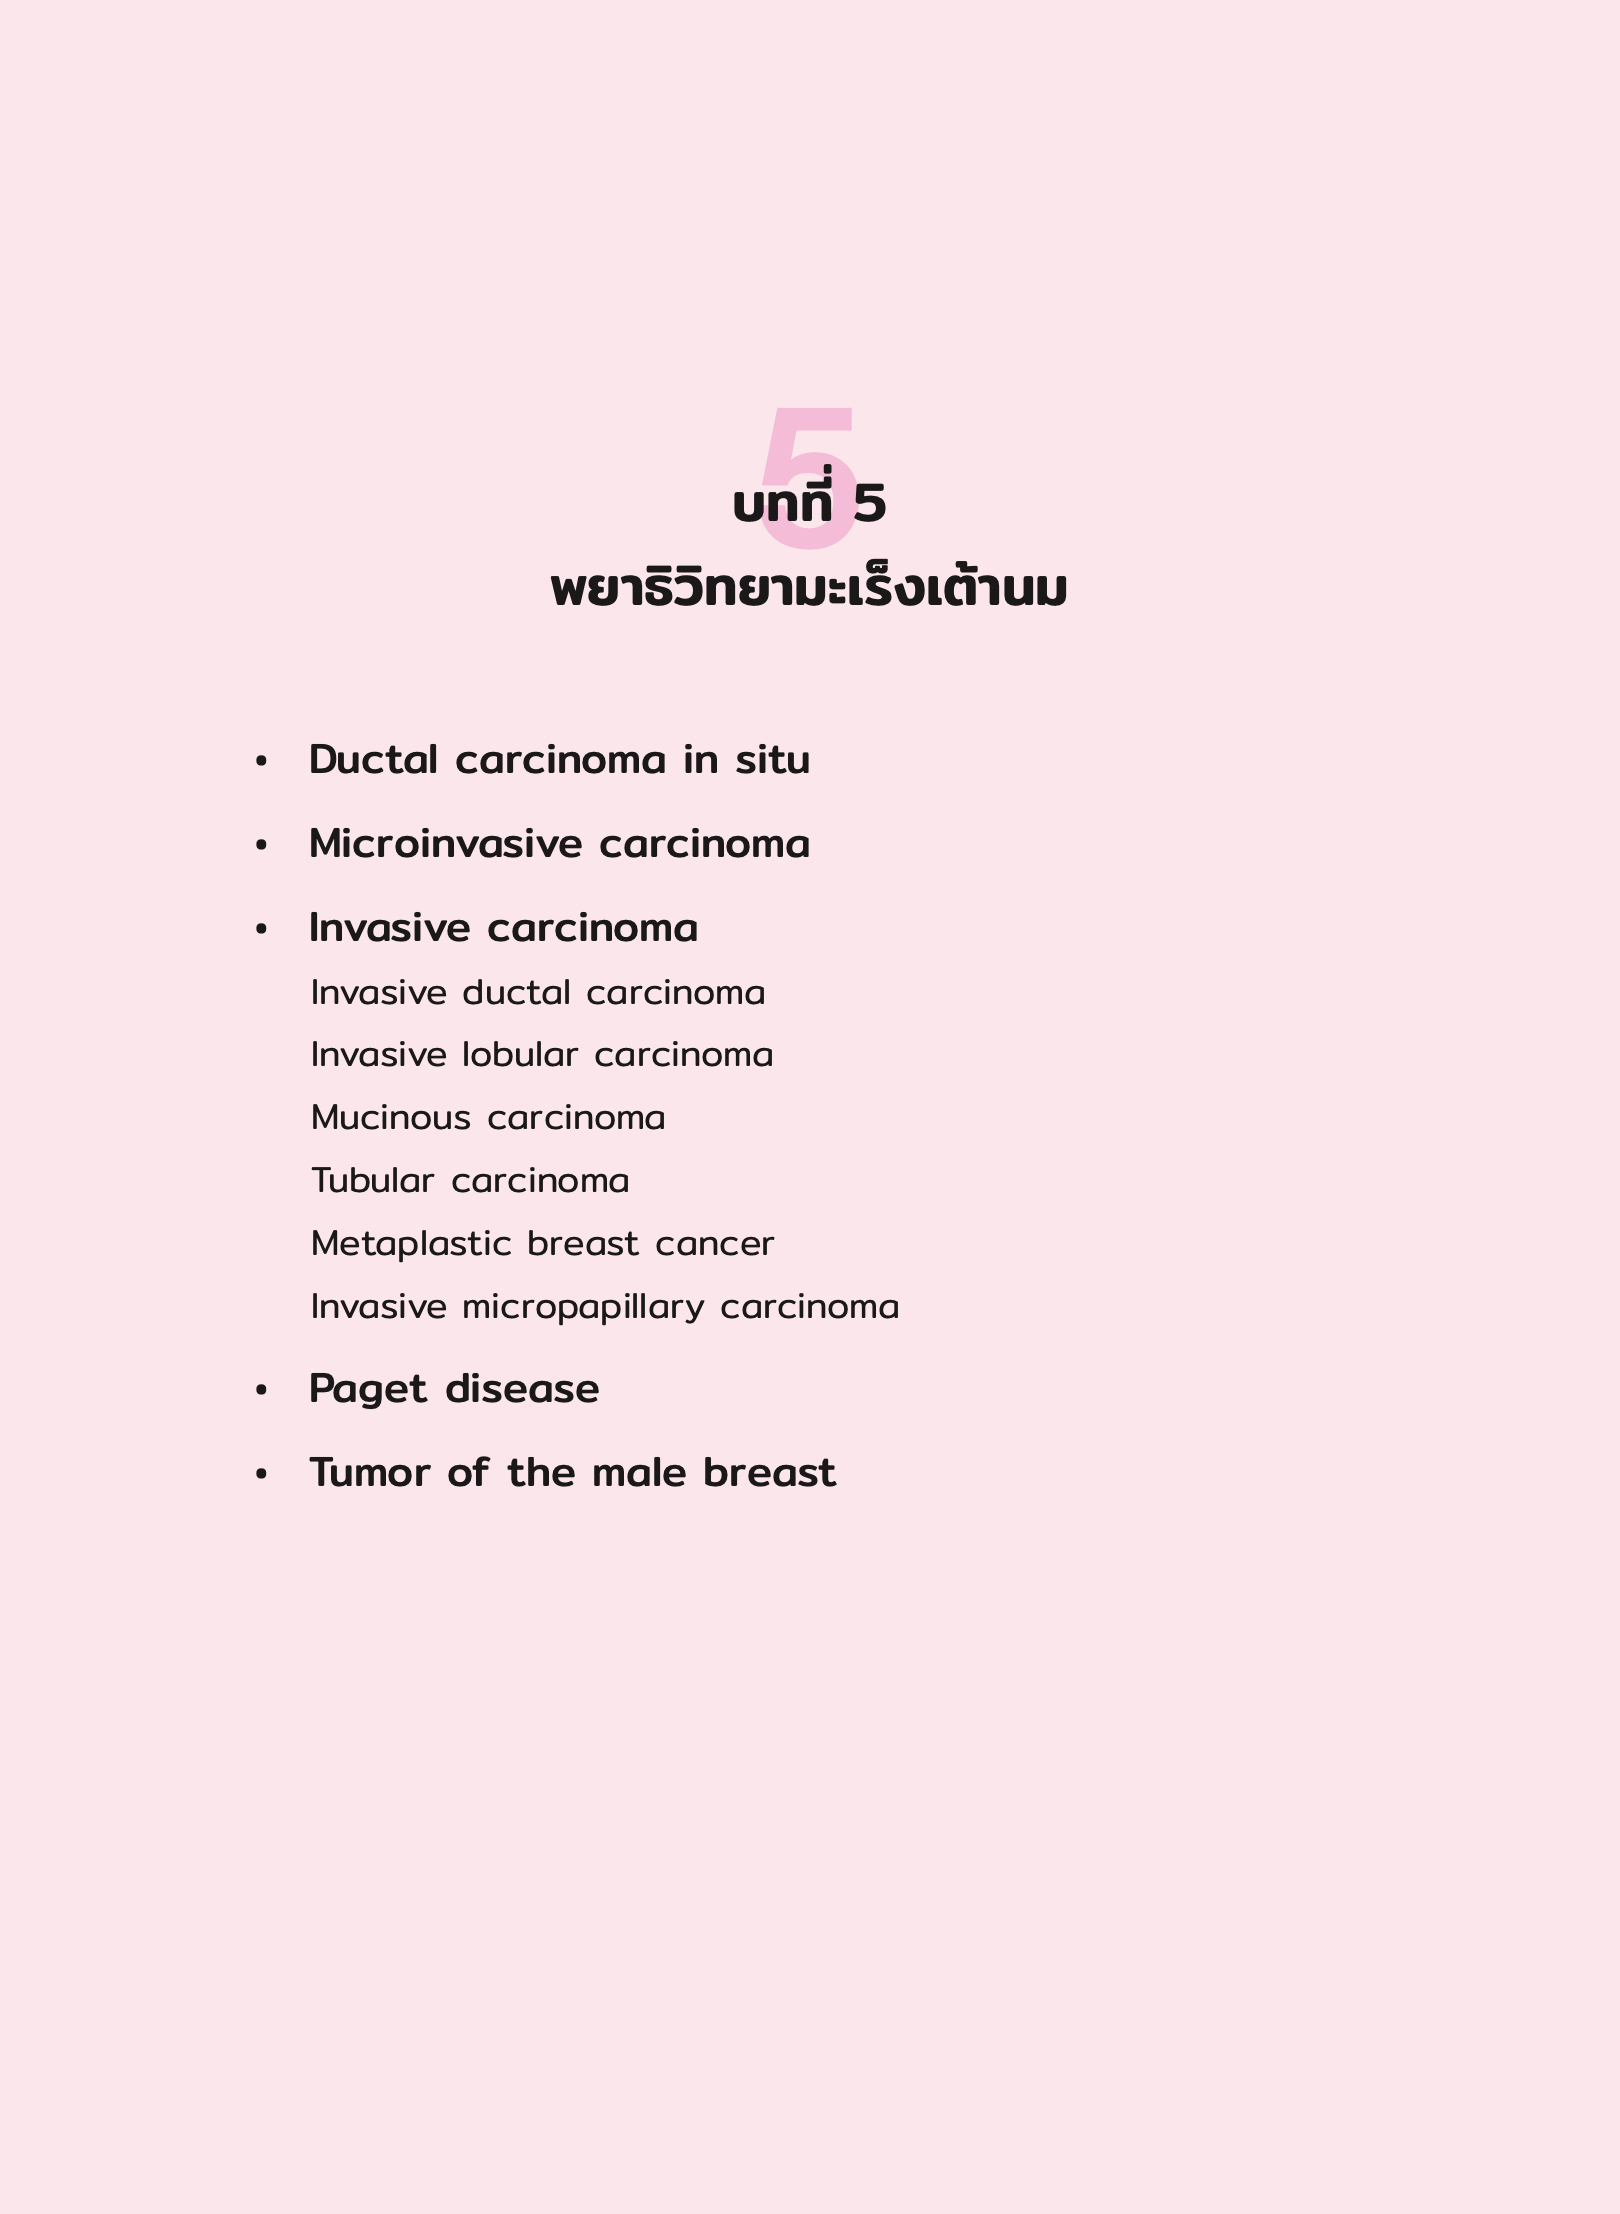 5
บทที่ 5
พยาธิวิทยามะเร็งเต้านม
• Ductal carcinoma in situ
• Microinvasive carcinoma
• Invasive carcinoma
Invasive ductal carcinoma
Invasive lobular carcinoma
Mucinous carcinoma
Tubular carcinoma
Metaplastic breast cancer
Invasive micropapillary carcinoma
• Paget disease
• Tumor of the male breast